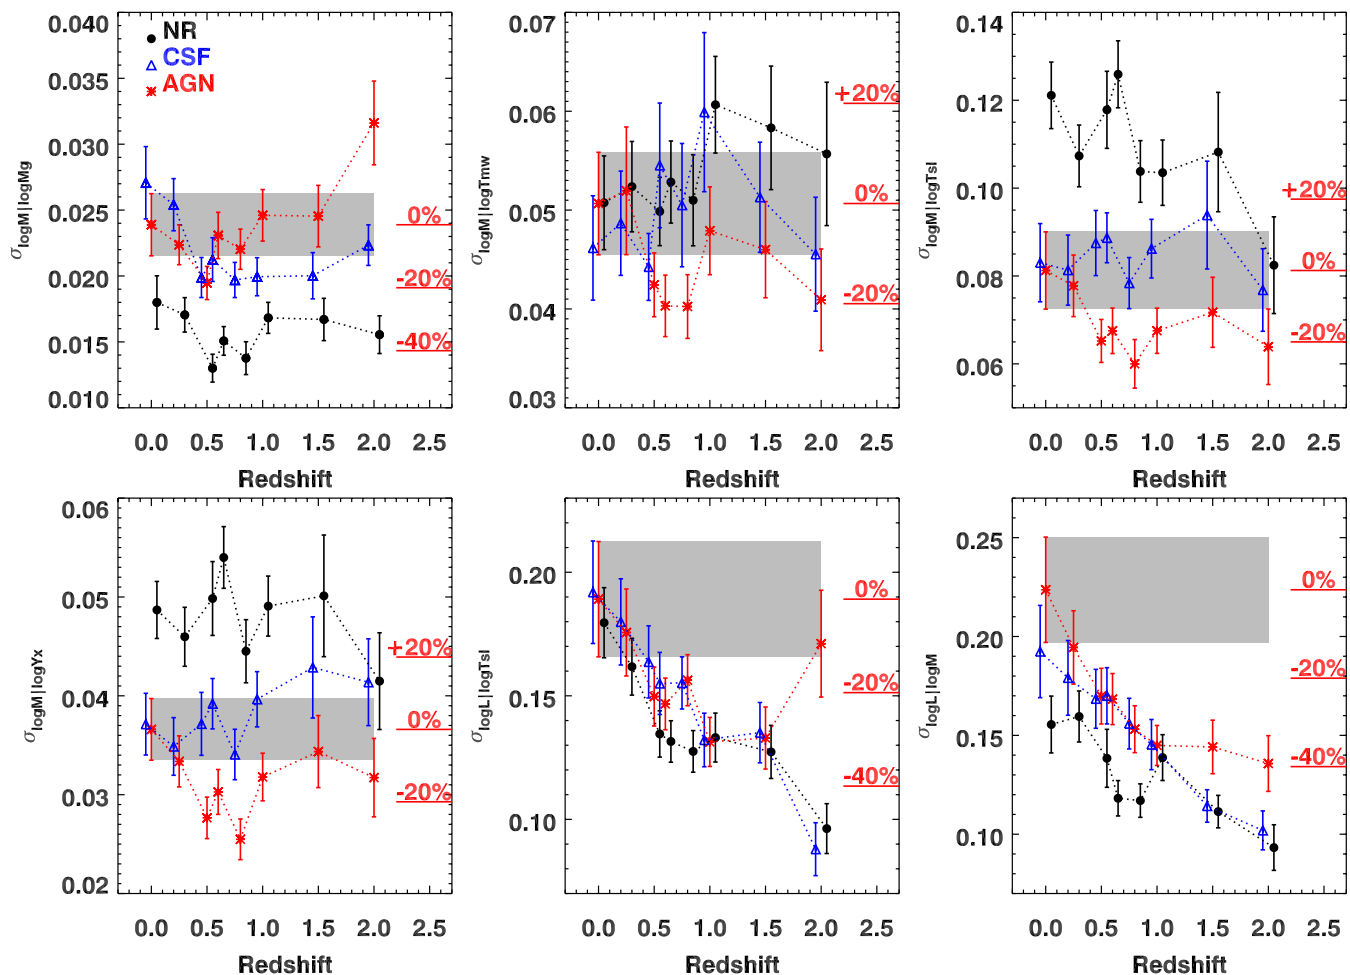 0.040
0.035
0.030
0.025
0.020
0.015
0.010
σlogM|logMg
NR
CSF
AGN
0%
-20%
-40%
0.0 0.5 1.0 1.5 2.0 2.5
Redshift
0.07
0.06
0.05
0.04
0.03
σlogM|logTmw
+20%
0%
-20%
0.0 0.5 1.0 1.5 2.0 2.5
Redshift
0.14
0.12
0.10
0.08
0.06
σlogM|logTsl
+20%
0%
-20%
0.0 0.5 1.0 1.5 2.0 2.5
Redshift
0.06
0.05
0.04
0.03
0.02
σlogM|logYx
+20%
0%
-20%
0.0 0.5 1.0 1.5 2.0 2.5
Redshift
0.20
0.15
0.10
σlogL|logTsl
0%
-20%
-40%
0.0 0.5 1.0 1.5 2.0 2.5
Redshift
0.25
0.20
0.15
0.10
σlogL|logM
0%
-20%
-40%
0.0 0.5 1.0 1.5 2.0 2.5
Redshift